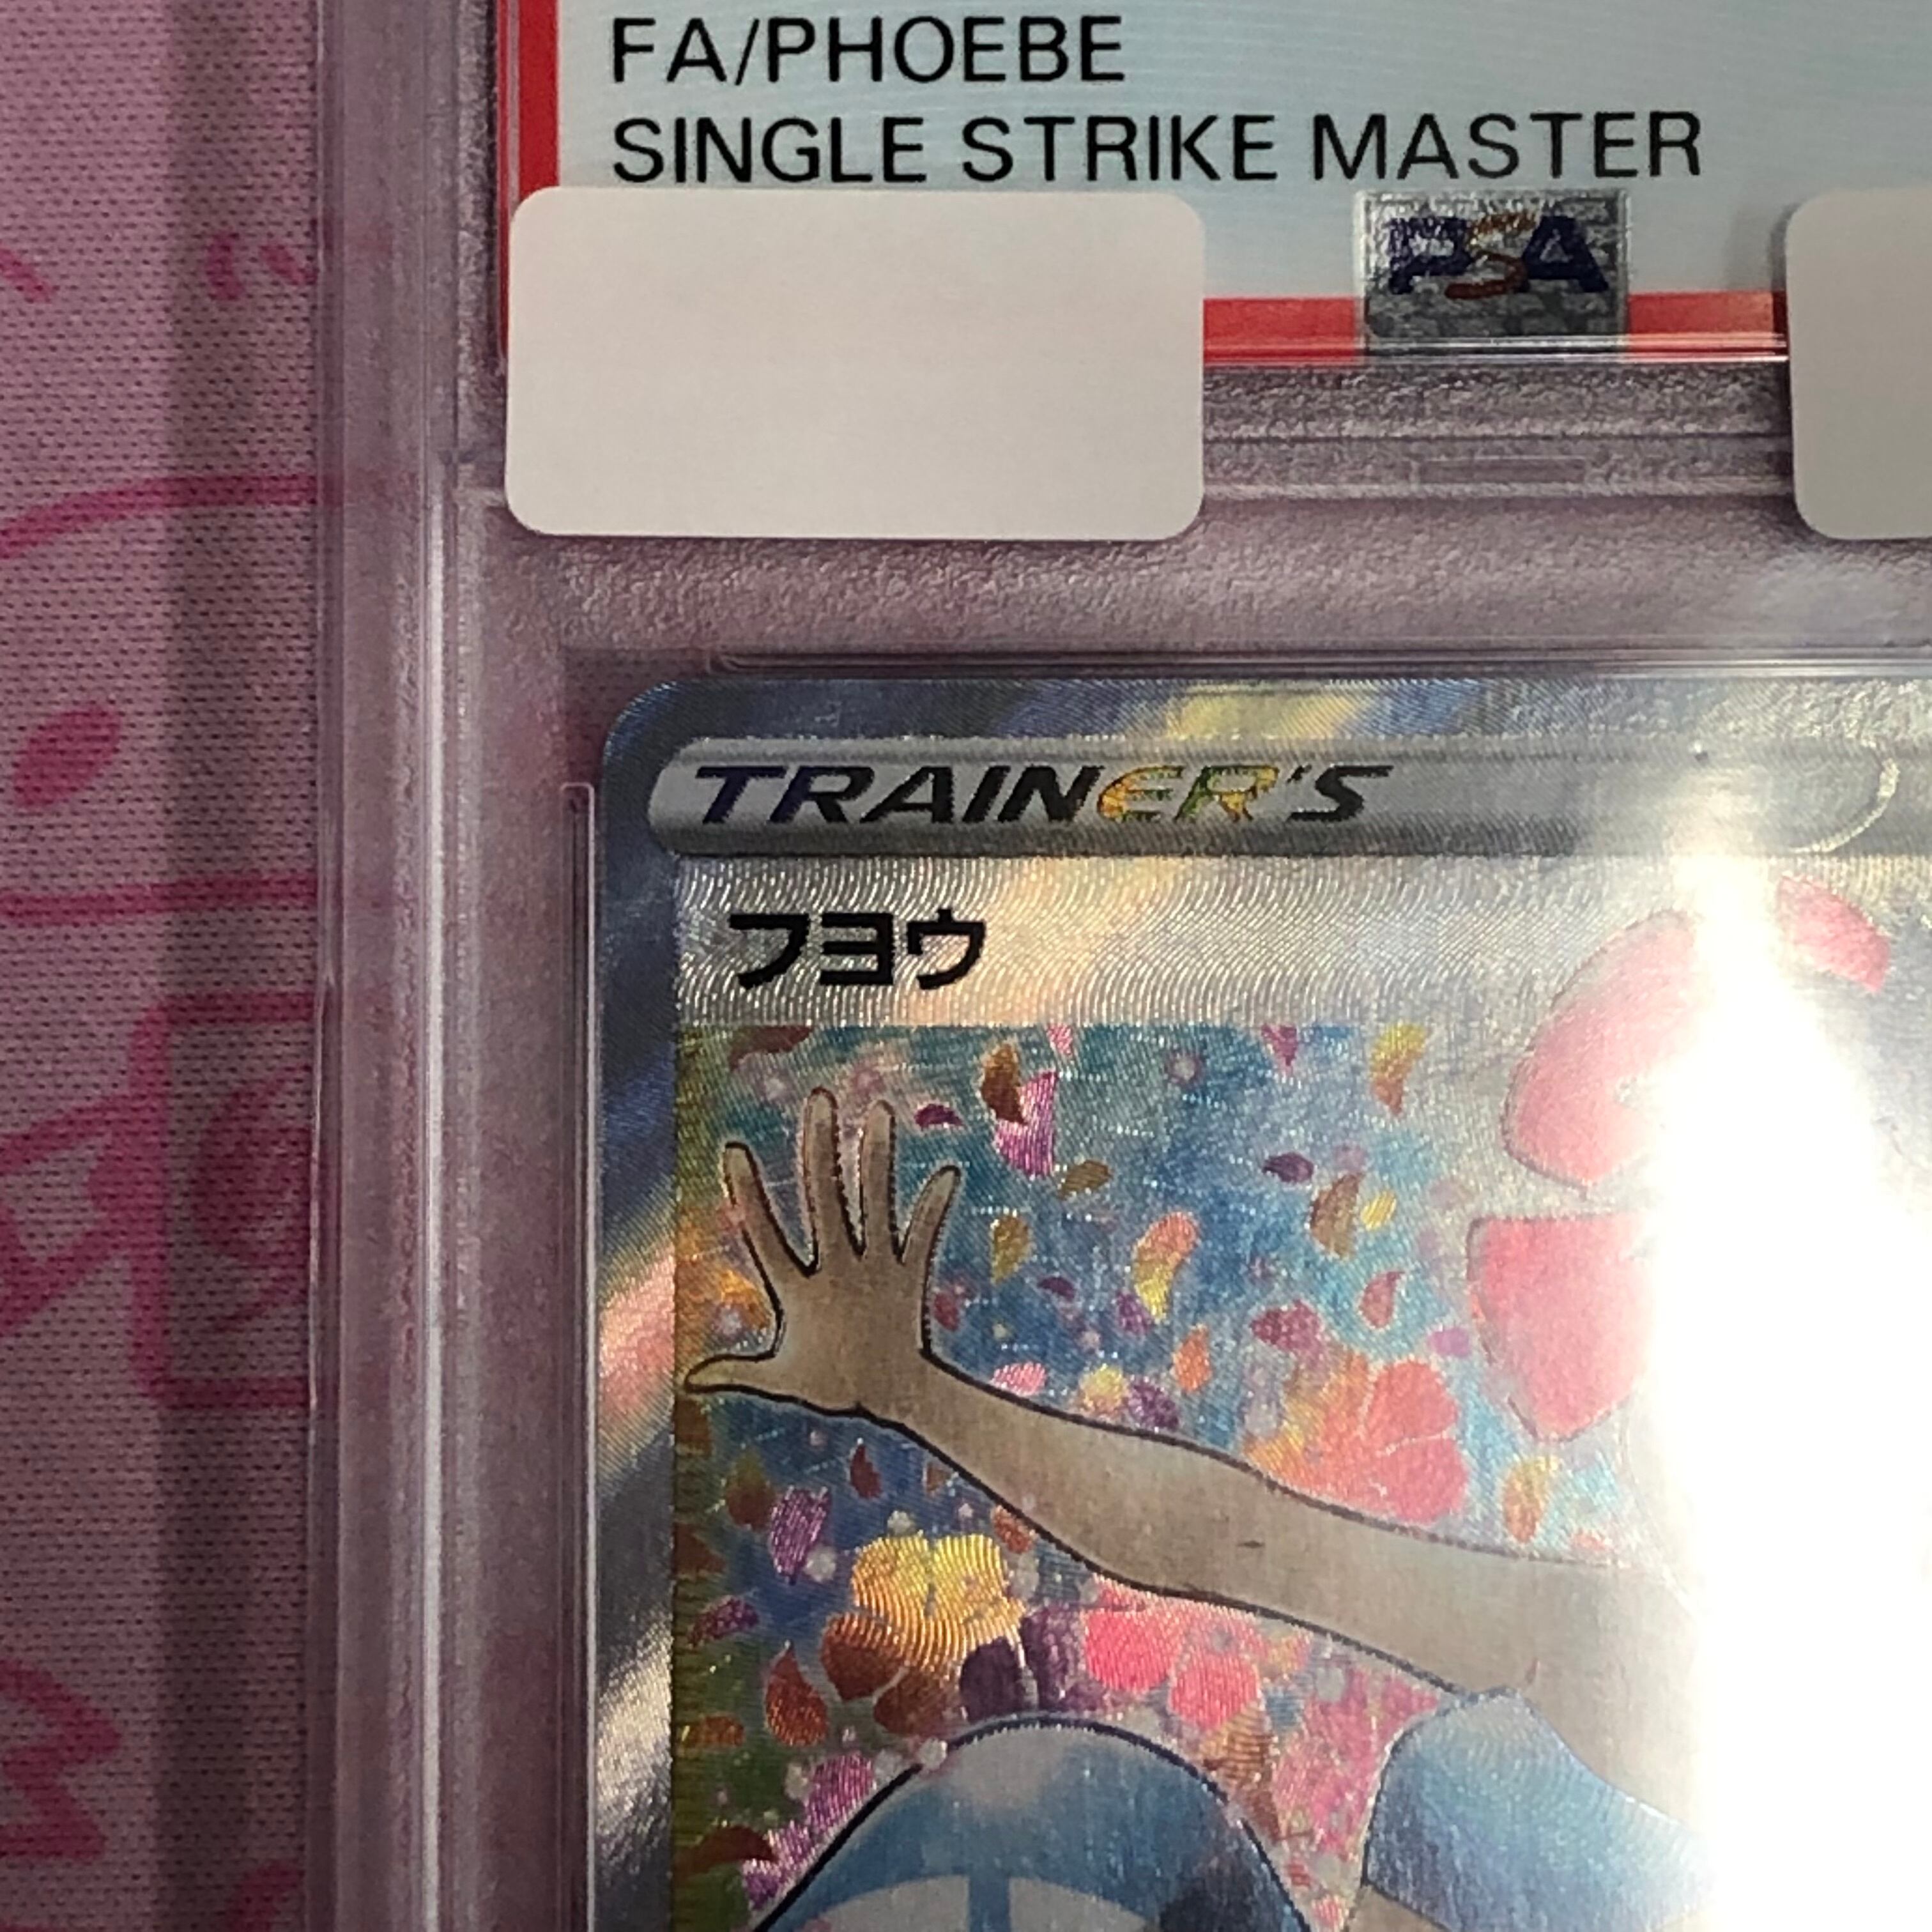 FA/PHOEBE
SINGLE STRIKE MASTER
PSA
TRAINER'S
フヨウ